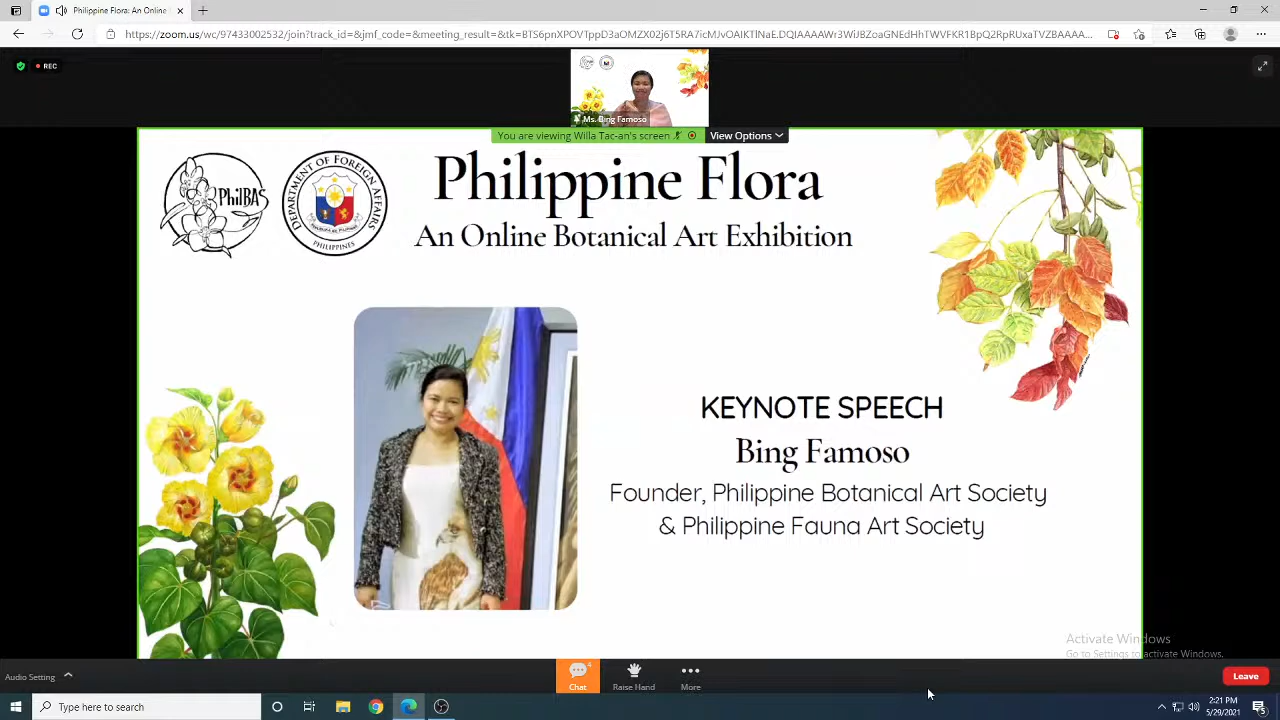 Philippine Flora: An Online Bot
https://zoom.us/wc/97433002532/join?track_id=&jmf_code=&meeting_result=&tk=
REC
Ms. Bing Famoso
You are viewing Willa Tac-an's screen
View Options
PhilBAS
DEPARTMENT OF FOREIGN AFFAIRS
PHILIPPINES
Philippine Flora
An Online Botanical Art Exhibition
KEYNOTE SPEECH
Bing Famoso
Founder, Philippine Botanical Art Society
& Philippine Fauna Art Society
Activate Windows
Go to Settings to activate Windows.
Audio Setting
4
Chat
Raise Hand
More
Leave
Type here to search
2:21 PM
5/29/2021